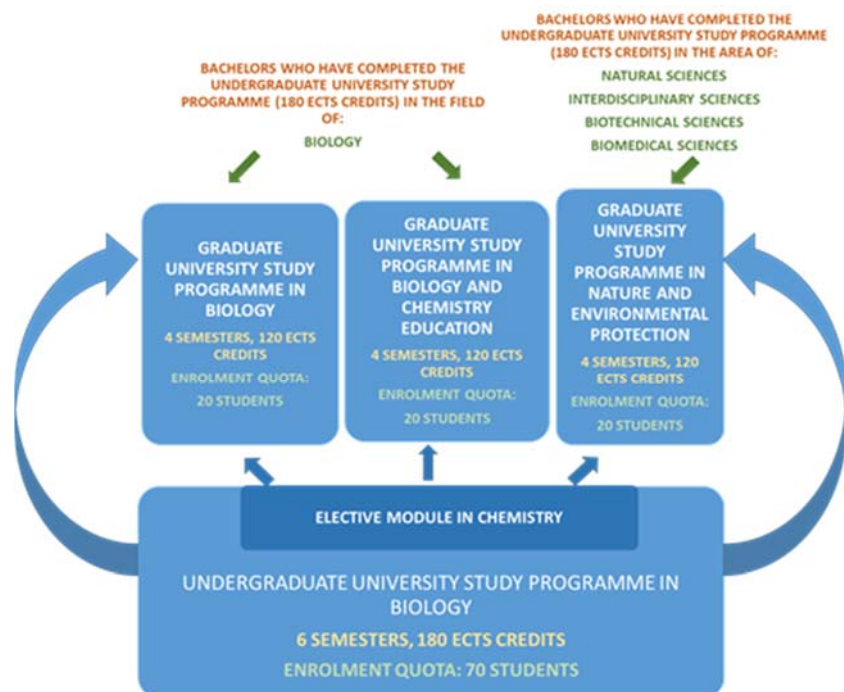 BACHELORS WHO HAVE COMPLETED THE
UNDERGRADUATE UNIVERSITY STUDY
PROGRAMME (180 ECTS CREDITS) IN THE FIELD
OF:
BIOLOGY
BACHELORS WHO HAVE COMPLETED THE
UNDERGRADUATE UNIVERSITY STUDY PROGRAMME
(180 ECTS CREDITS) IN THE AREA OF:
NATURAL SCIENCES
INTERDISCIPLINARY SCIENCES
BIOTECHNICAL SCIENCES
BIOMEDICAL SCIENCES
GRADUATE
UNIVERSITY STUDY
PROGRAMME IN
BIOLOGY
4 SEMESTERS, 120 ECTS
CREDITS
ENROLMENT QUOTA:
20 STUDENTS
GRADUATE
UNIVERSITY STUDY
PROGRAMME IN
BIOLOGY AND
CHEMISTRY
EDUCATION
4 SEMESTERS, 120 ECTS
CREDITS
ENROLMENT QUOTA:
20 STUDENTS
GRADUATE
UNIVERSITY
STUDY
PROGRAMME IN
NATURE AND
ENVIRONMENTAL
PROTECTION
4 SEMESTERS, 120
ECTS CREDITS
ENROLMENT QUOTA:
20 STUDENTS
ELECTIVE MODULE IN CHEMISTRY
UNDERGRADUATE UNIVERSITY STUDY PROGRAMME IN
BIOLOGY
6 SEMESTERS, 180 ECTS CREDITS
ENROLMENT QUOTA: 70 STUDENTS